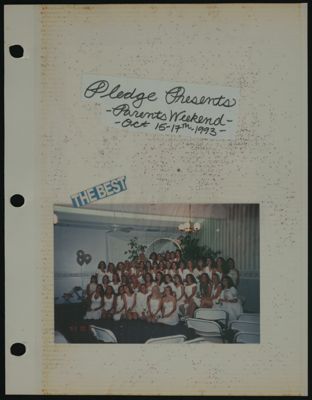 Pledge Presents
-Parents Weekend-
-Oct 15-17th, 1993-
THE BEST